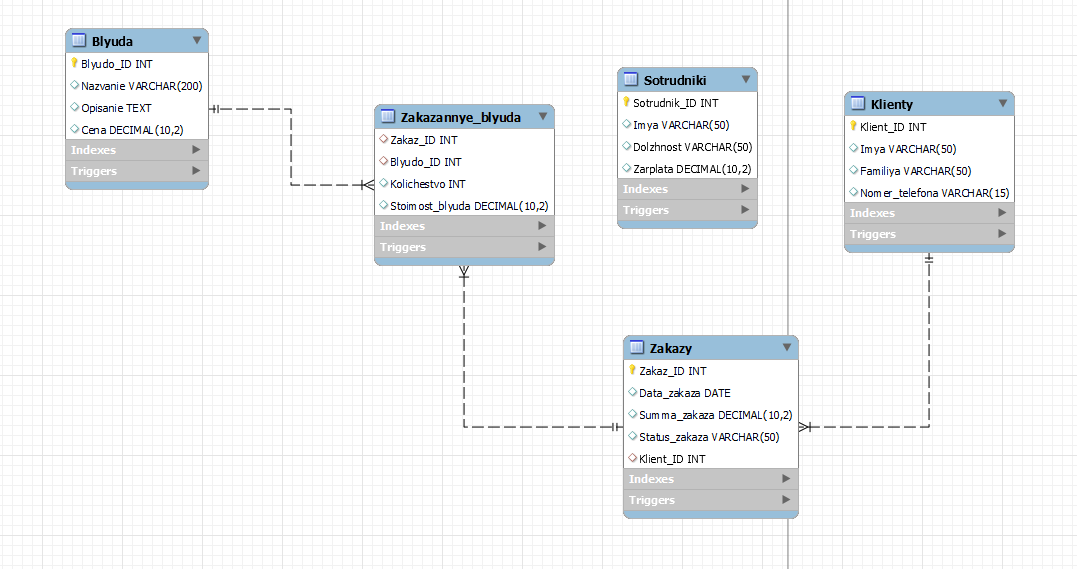 Blyuda
Blyudo_ID INT
Nazvanie VARCHAR(200)
Opisanie TEXT
Cena DECIMAL(10,2)
Indexes
Triggers
Zakazannye_blyuda
Zakaz_ID INT
Blyudo_ID INT
Kolichestvo INT
Stoimost_blyuda DECIMAL(10,2)
Indexes
Triggers
Sotrudniki
Sotrudnik_ID INT
Imya VARCHAR(50)
Dolzhnost VARCHAR(50)
Zarplata DECIMAL(10,2)
Indexes
Triggers
Klienty
Klient_ID INT
Imya VARCHAR(50)
Familiya VARCHAR(50)
Nomer_telefona VARCHAR(15)
Indexes
Triggers
Zakazy
Zakaz_ID INT
Data_zakaza DATE
Summa_zakaza DECIMAL(10,2)
Status_zakaza VARCHAR(50)
Klient_ID INT
Indexes
Triggers